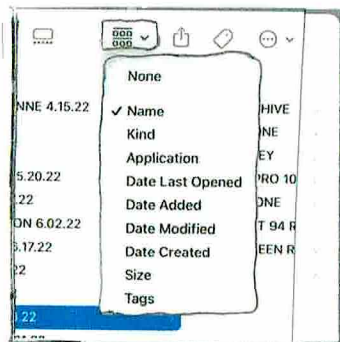 None
NNE 4.15.22
✓ Name
HIVE
Kind
NE
Application
EY
5.20.22
Date Last Opened
PRO 10
.22
Date Added
ONE
ON 6.02.22
Date Modified
T 94 R
6.17.22
Date Created
EEN R
22
Size
Tags
.22